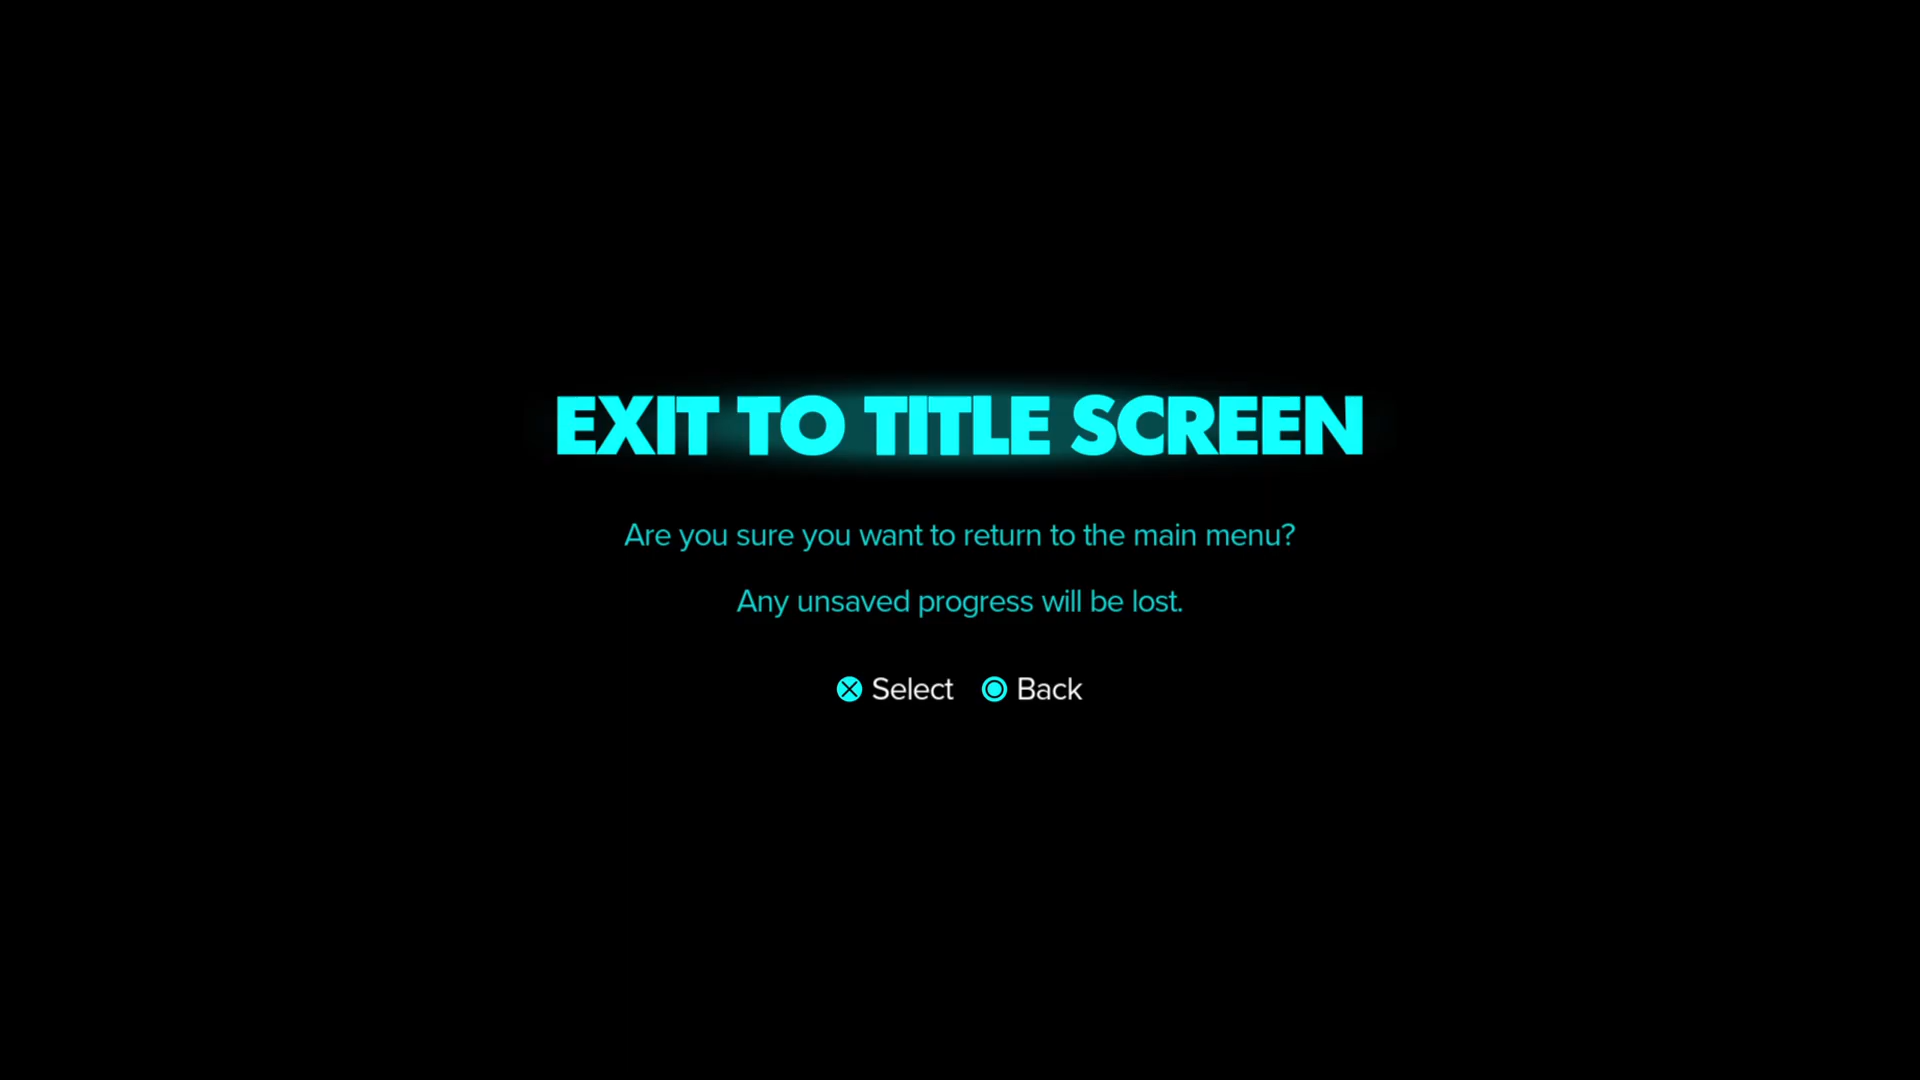 EXIT TO TITLE SCREEN
Are you sure you want to return to the main menu?
Any unsaved progress will be lost.
Select Back